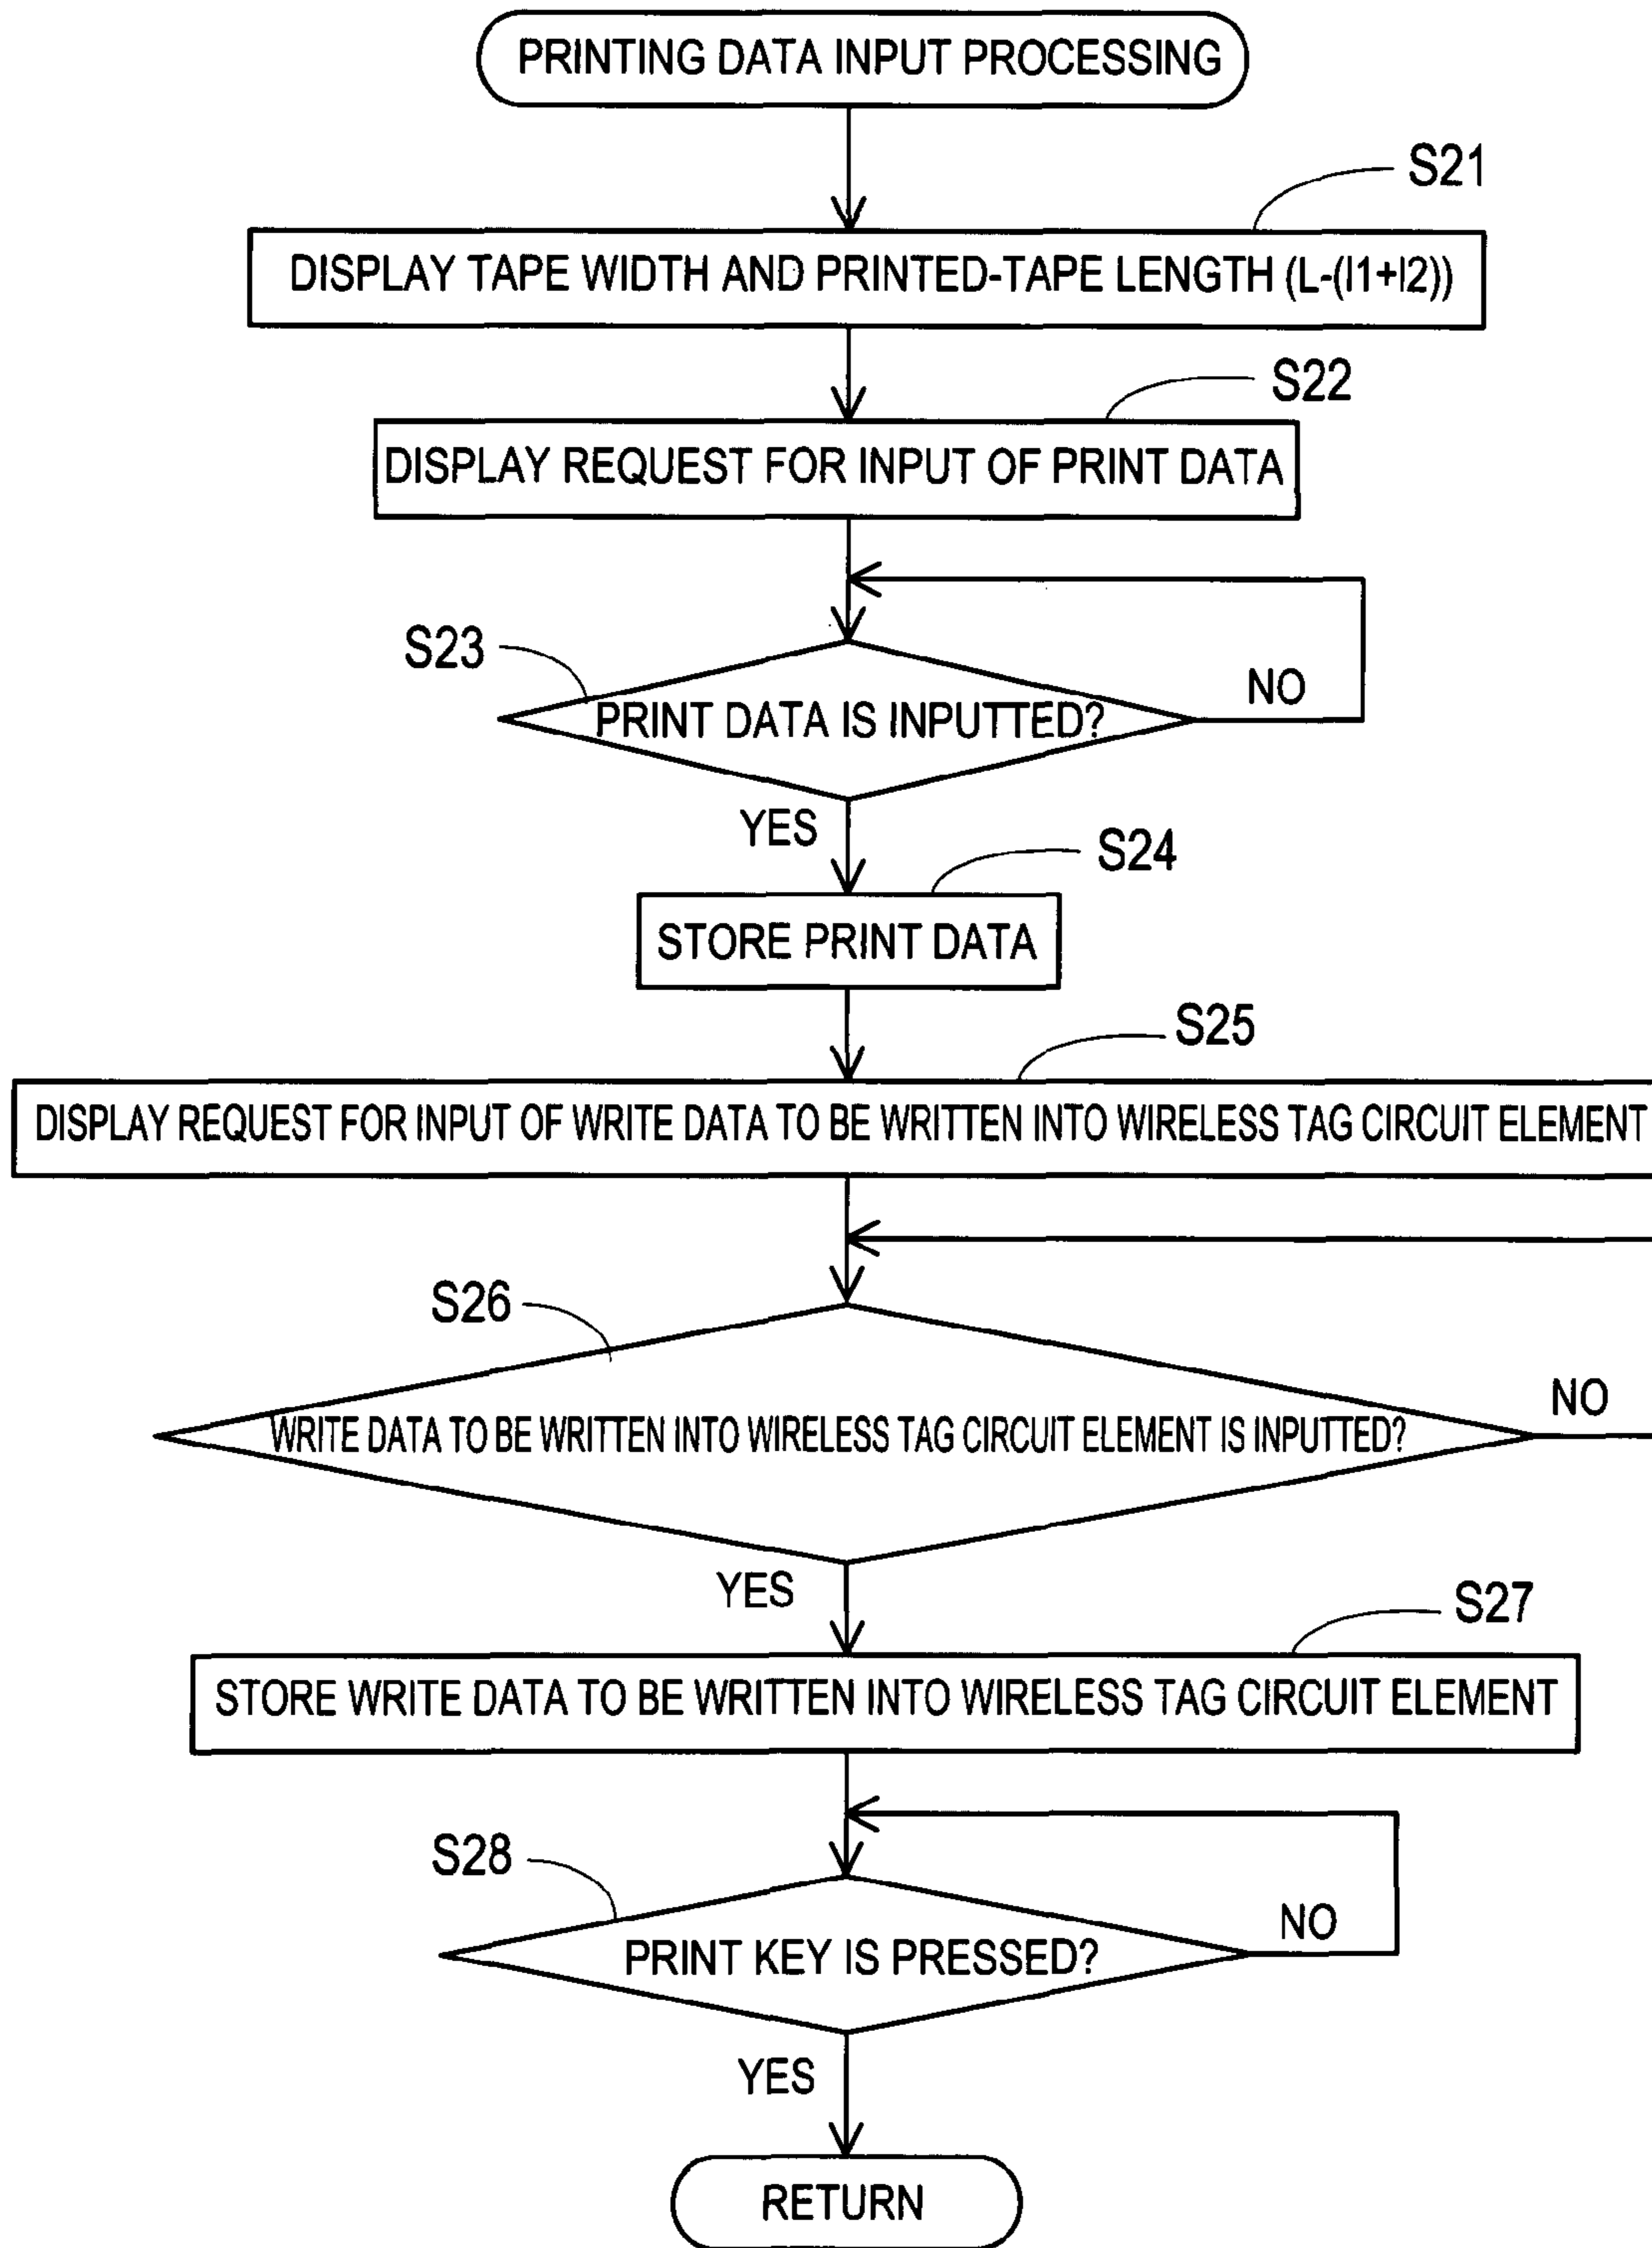 PRINTING DATA INPUT PROCESSING
S21
DISPLAY TAPE WIDTH AND PRINTED-TAPE LENGTH (L-(l1+l2))
S22
DISPLAY REQUEST FOR INPUT OF PRINT DATA
S23
NO
PRINT DATA IS INPUTTED?
YES
S24
STORE PRINT DATA
S25
DISPLAY REQUEST FOR INPUT OF WRITE DATA TO BE WRITTEN INTO WIRELESS TAG CIRCUIT ELEMENT
S26
NO
WRITE DATA TO BE WRITTEN INTO WIRELESS TAG CIRCUIT ELEMENT IS INPUTTED?
YES
S27
STORE WRITE DATA TO BE WRITTEN INTO WIRELESS TAG CIRCUIT ELEMENT
S28
NO
PRINT KEY IS PRESSED?
YES
RETURN